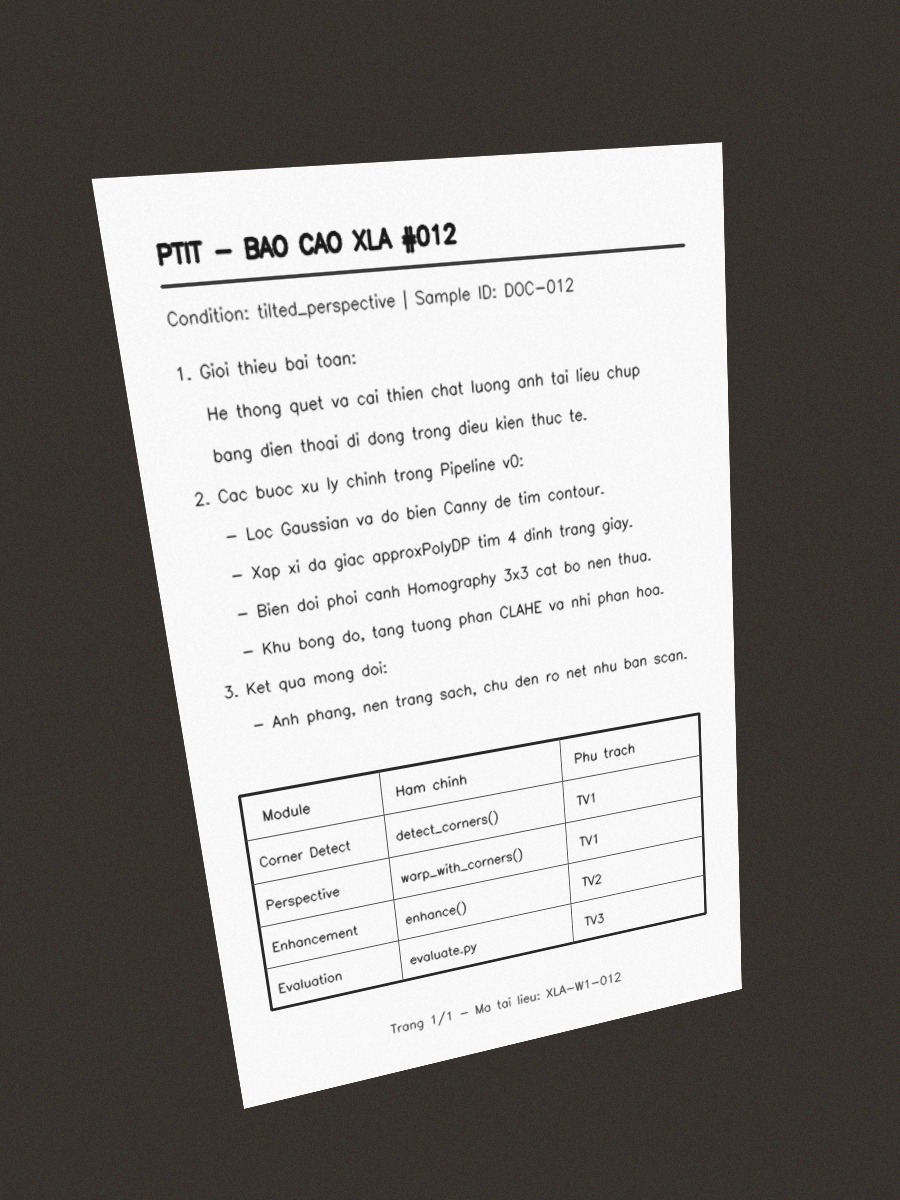 PTIT - BAO CAO XLA #012
Condition: tilted_perspective | Sample ID: DOC-012
1. Gioi thieu bai toan:
He thong quet va cai thien chat luong anh tai lieu chup
bang dien thoai di dong trong dieu kien thuc te.
2. Cac buoc xu ly chinh trong Pipeline v0:
- Loc Gaussian va do bien Canny de tim contour.
- Xap xi da giac approxPolyDP tim 4 dinh trang giay.
- Bien doi phoi canh Homography 3x3 cat bo nen thua.
- Khu bong do, tang tuong phan CLAHE va nhi phan hoa.
3. Ket qua mong doi:
- Anh phang, nen trang sach, chu den ro net nhu ban scan.
Module Ham chinh Phu trach
Corner Detect detect_corners() TV1
Perspective warp_with_corners() TV1
Enhancement enhance() TV2
Evaluation evaluate.py TV3
Trang 1/1 - Ma tai lieu: XLA-W1-012